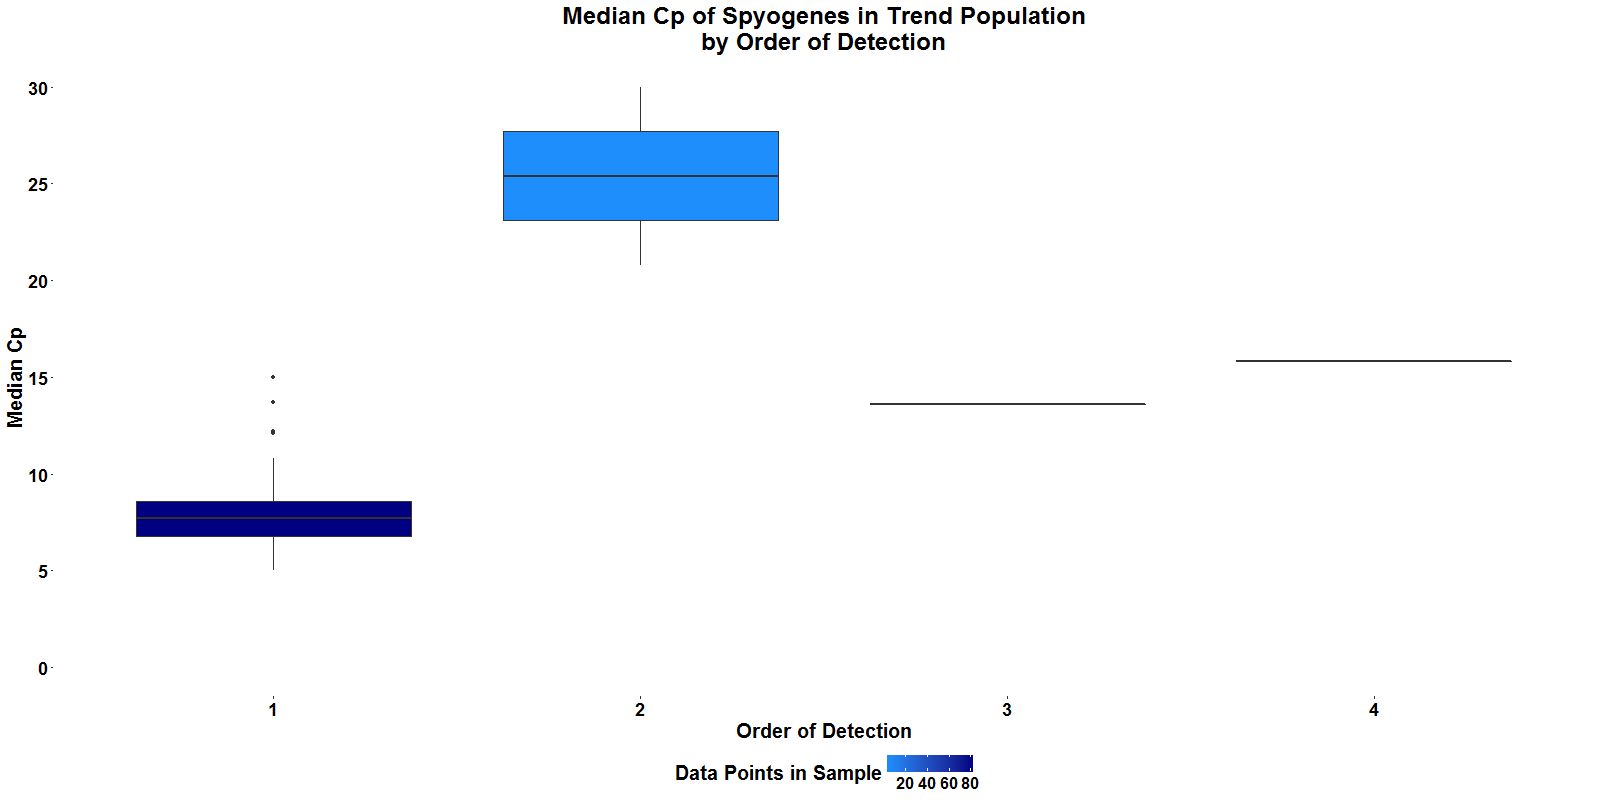 Median Cp of Spyogenes in Trend Population
by Order of Detection
30
25
20
15
10
5
0
Median Cp
1 2 3 4
Order of Detection
Data Points in Sample
20 40 60 80